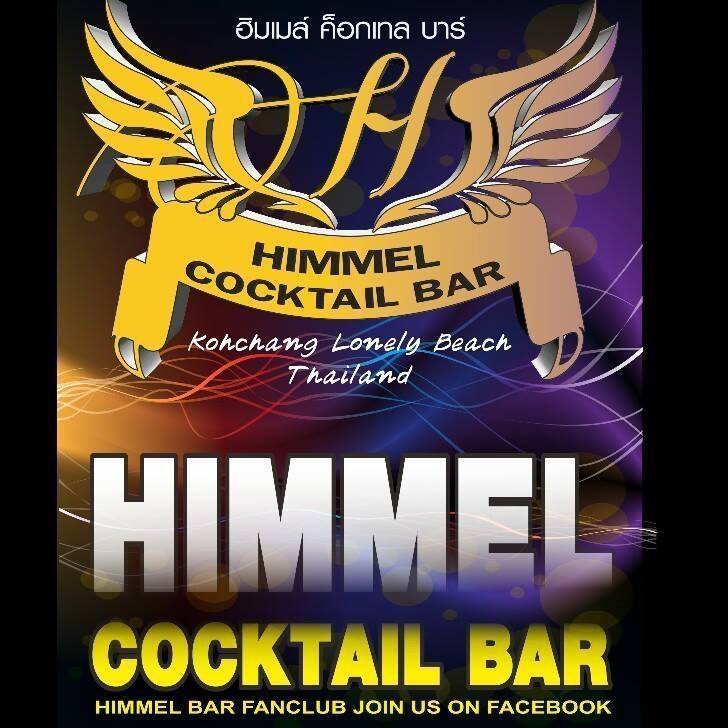 ฮิมเมล์ ค็อกเทล บาร์
H
HIMMEL
COCKTAIL BAR
Kohchang Lonely Beach
Thailand
HIMMEL
COCKTAIL BAR
HIMMEL BAR FANCLUB JOIN US ON FACEBOOK